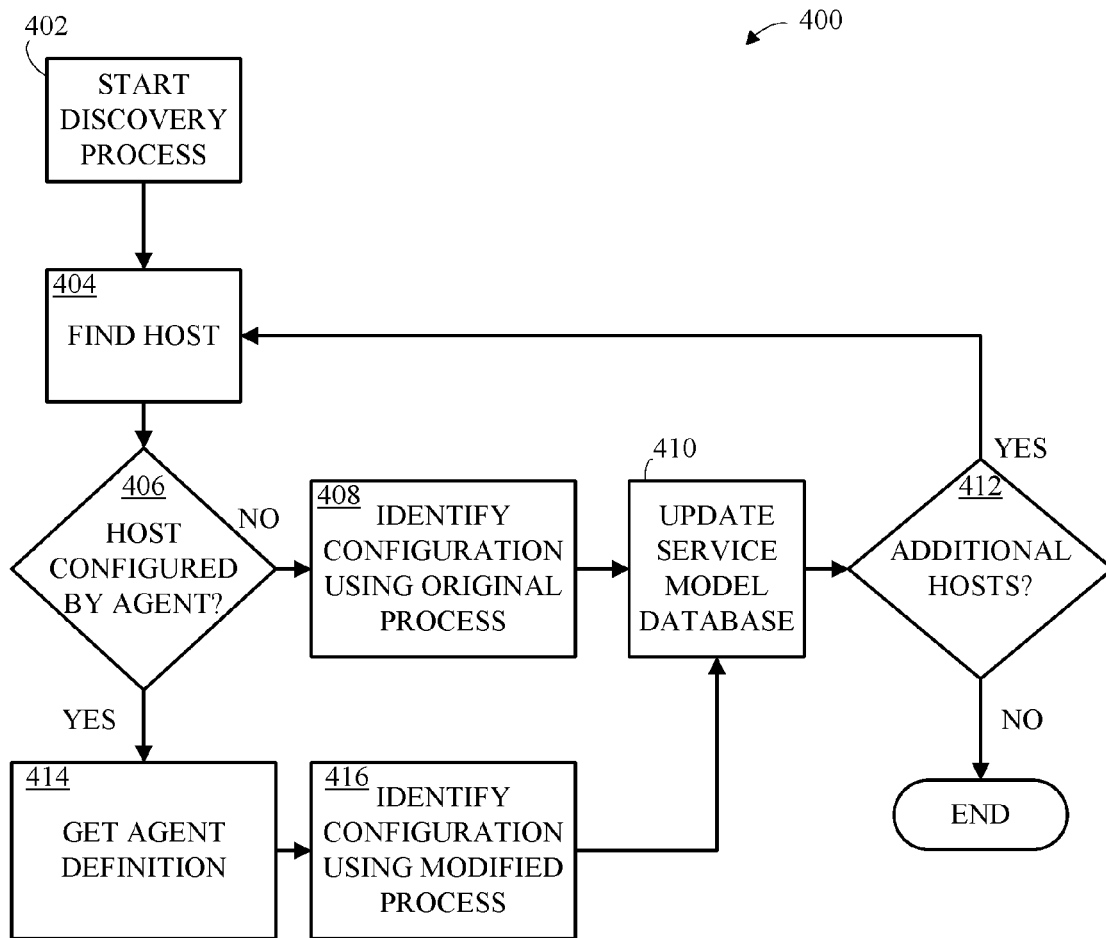 402
400
START
DISCOVERY
PROCESS
404
FIND HOST
406
HOST
CONFIGURED
BY AGENT?
NO
408
IDENTIFY
CONFIGURATION
USING ORIGINAL
PROCESS
410
UPDATE
SERVICE
MODEL
DATABASE
YES
412
ADDITIONAL
HOSTS?
YES
NO
414
GET AGENT
DEFINITION
416
IDENTIFY
CONFIGURATION
USING MODIFIED
PROCESS
END